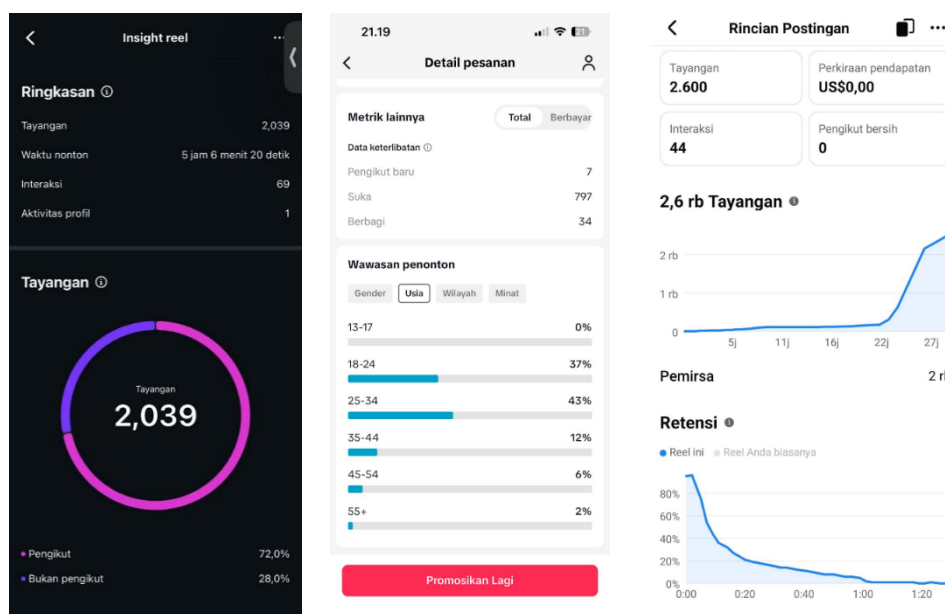 Insight reel
Ringkasan
Tayangan 2,039
Waktu nonton 5 jam 6 menit 20 detik
Interaksi 69
Aktivitas profil 1
Tayangan
Tayangan
2,039
Pengikut 72,0%
Bukan pengikut 28,0%
21.19
21
Detail pesanan
Metrik lainnya Total Berbayar
Data keterlibatan
Pengikut baru 7
Suka 797
Berbagi 34
Wawasan penonton
Gender Usia Wilayah Minat
13-17 0%
18-24 37%
25-34 43%
35-44 12%
45-54 6%
55+ 2%
Promosikan Lagi
Rincian Postingan
Tayangan Perkiraan pendapatan
2.600 US$0,00
Interaksi Pengikut bersih
44 0
2,6 rb Tayangan
2 rb
1 rb
0
5j 11j 16j 22j 27j
Pemirsa 2
Retensi
Reel ini Reel Anda biasanya
80%
60%
40%
20%
0%
0:00 0:20 0:40 1:00 1:20